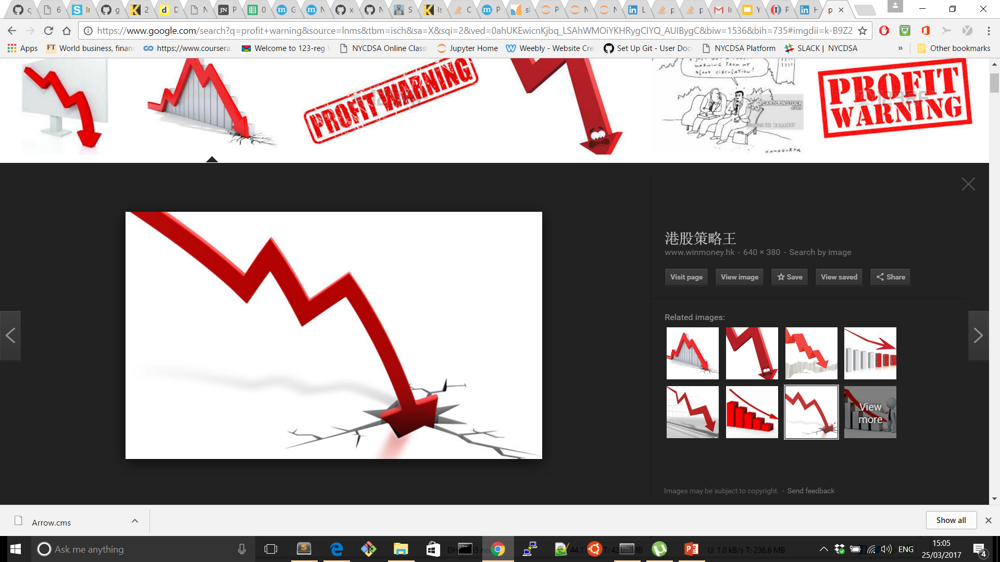 https://www.google.com/search?q=profit+warning&source=lnms&tbm=isch&sa=X&sqi=2&ved=0ahUKEwicnKjbq_LSAhWMOiYKHRygCIYQ_AUIBygC&biw=1536&bih=735#imgdii=k-B9Z2
Apps
FT World business, finan
https://www.coursera.
Welcome to 123-reg
NYCDSA Online Class
Jupyter Home
Weebly - Website Cre
Set Up Git - User Doc
NYCDSA Platform
SLACK | NYCDSA
»
Other bookmarks
PROFIT WARNING
WARNING FROM MY
BLOOD CIRCULATION!
CARTOONSTOCK
.com
KAMAGURKA
PROFIT
WARNING
港股策略王
www.winmoney.hk - 640 × 380 - Search by image
Visit page
View image
Save
View saved
Share
Related images:
View
more
Images may be subject to copyright. - Send feedback
Arrow.cms
Show all
Ask me anything
U: 1.0 kB/s T: 236.6 MB
ENG
15:05
25/03/2017
4